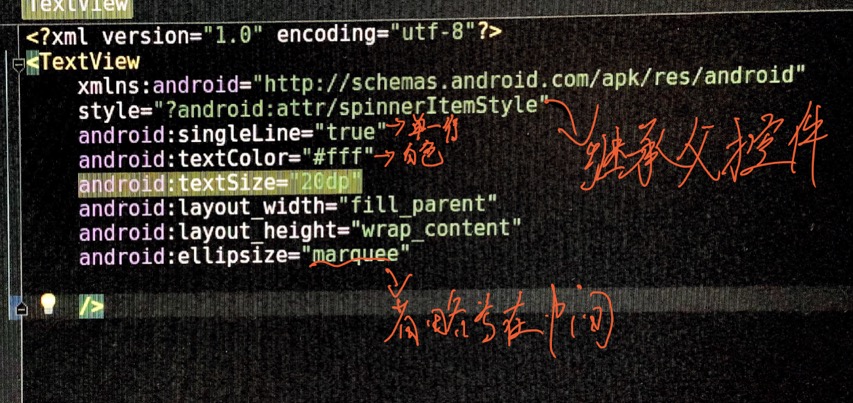 TextView
<?xml version="1.0" encoding="utf-8"?>
<TextView
xmlns:android="http://schemas.android.com/apk/res/android"
style="?android:attr/spinnerItemStyle"
android:singleLine="true" →单一行
android:textColor="#fff" →白色
继承父控件
android:textSize="20dp"
android:layout_width="fill_parent"
android:layout_height="wrap_content"
android:ellipsize="marquee"
/>
省略号在中间